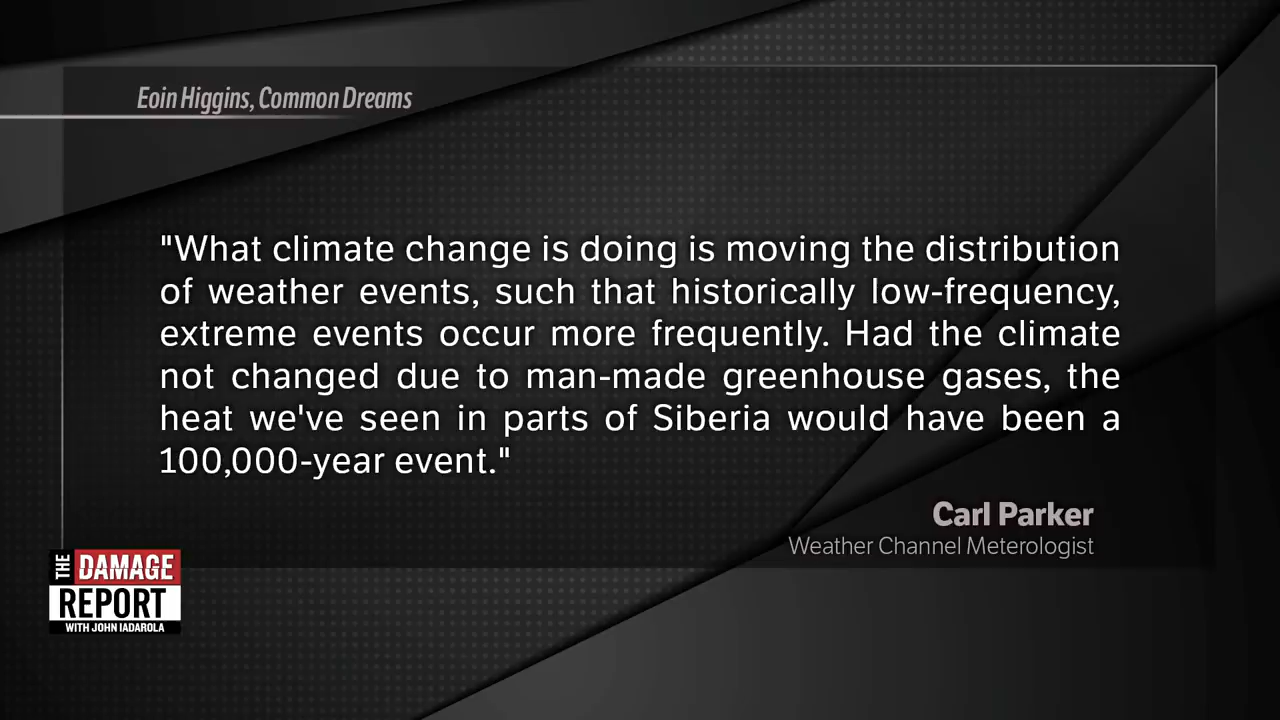 Eoin Higgins, Common Dreams
"What climate change is doing is moving the distribution
of weather events, such that historically low-frequency,
extreme events occur more frequently. Had the climate
not changed due to man-made greenhouse gases, the
heat we've seen in parts of Siberia would have been a
100,000-year event."
Carl Parker
Weather Channel Meterologist
THE DAMAGE
REPORT
WITH JOHN IADAROLA